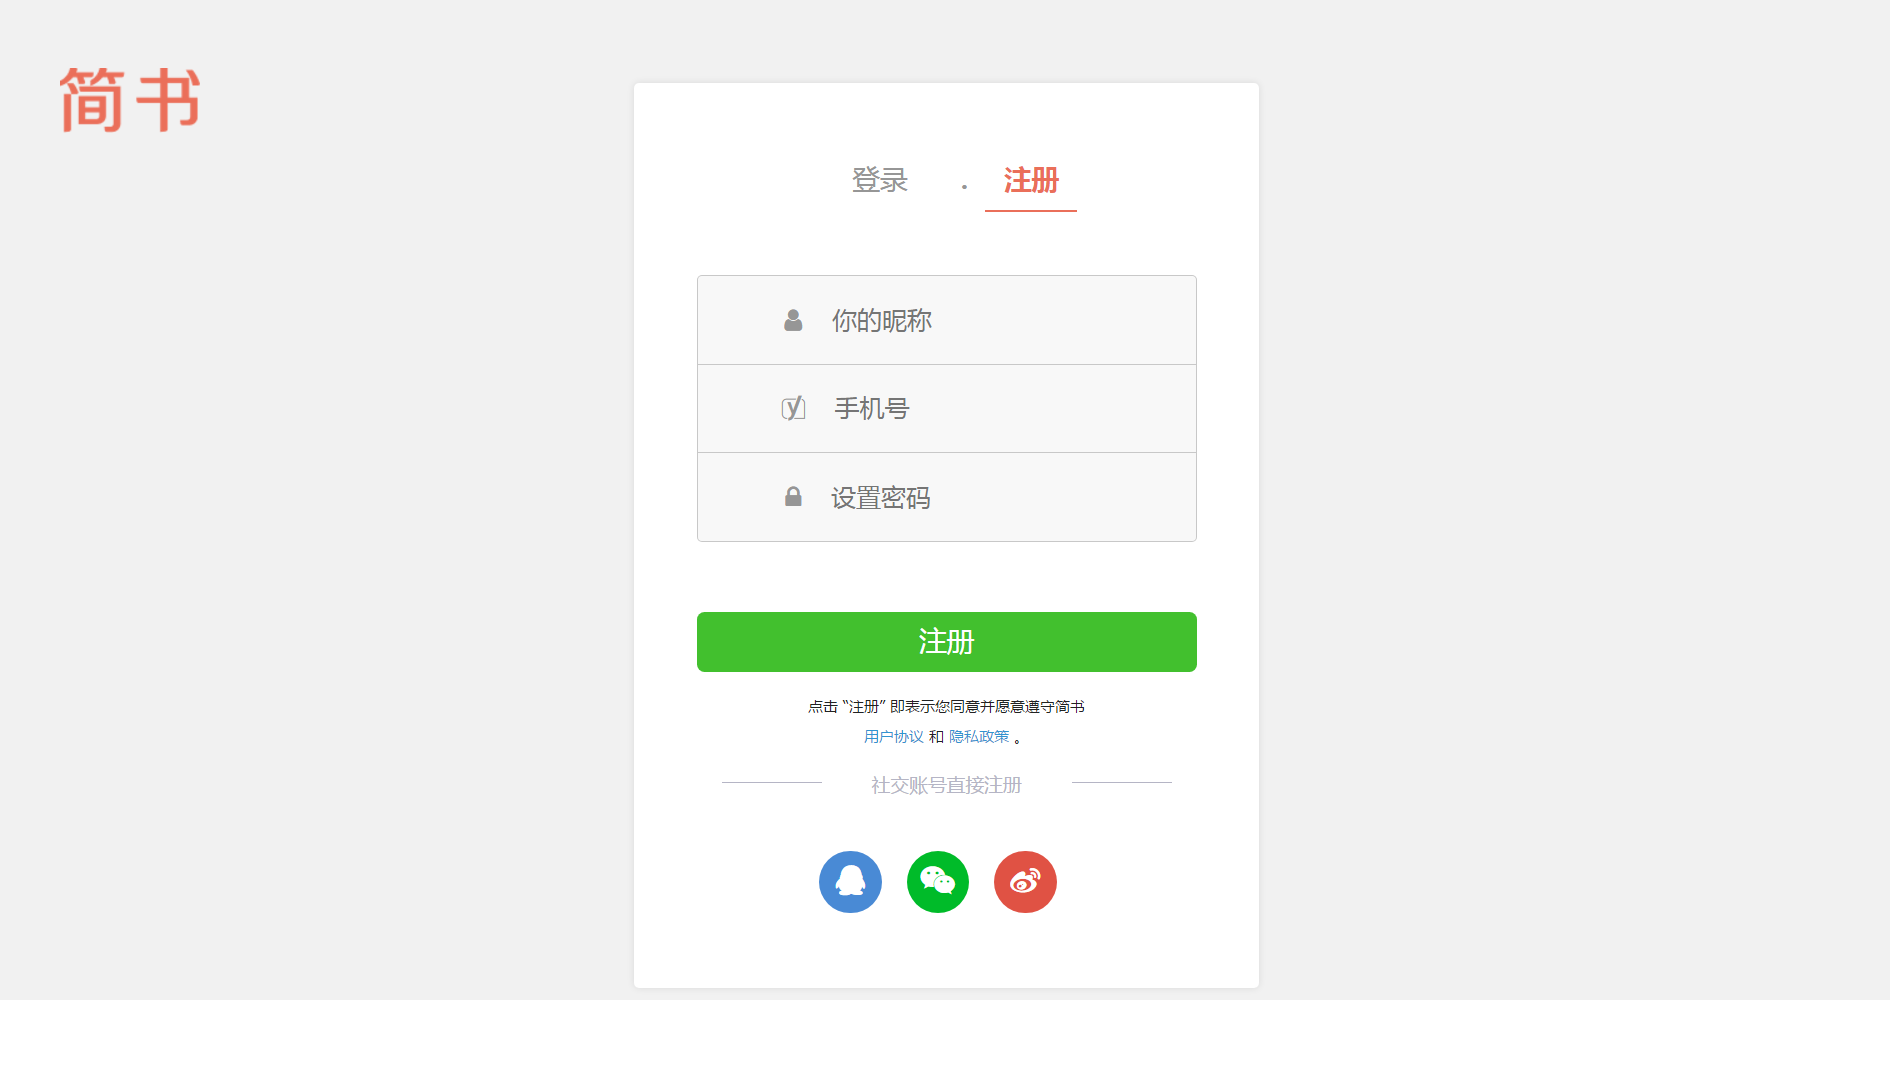 简书
登录 · 注册
你的昵称
手机号
设置密码
注册
点击 “注册” 即表示您同意并愿意遵守简书
用户协议 和 隐私政策 。
社交账号直接注册